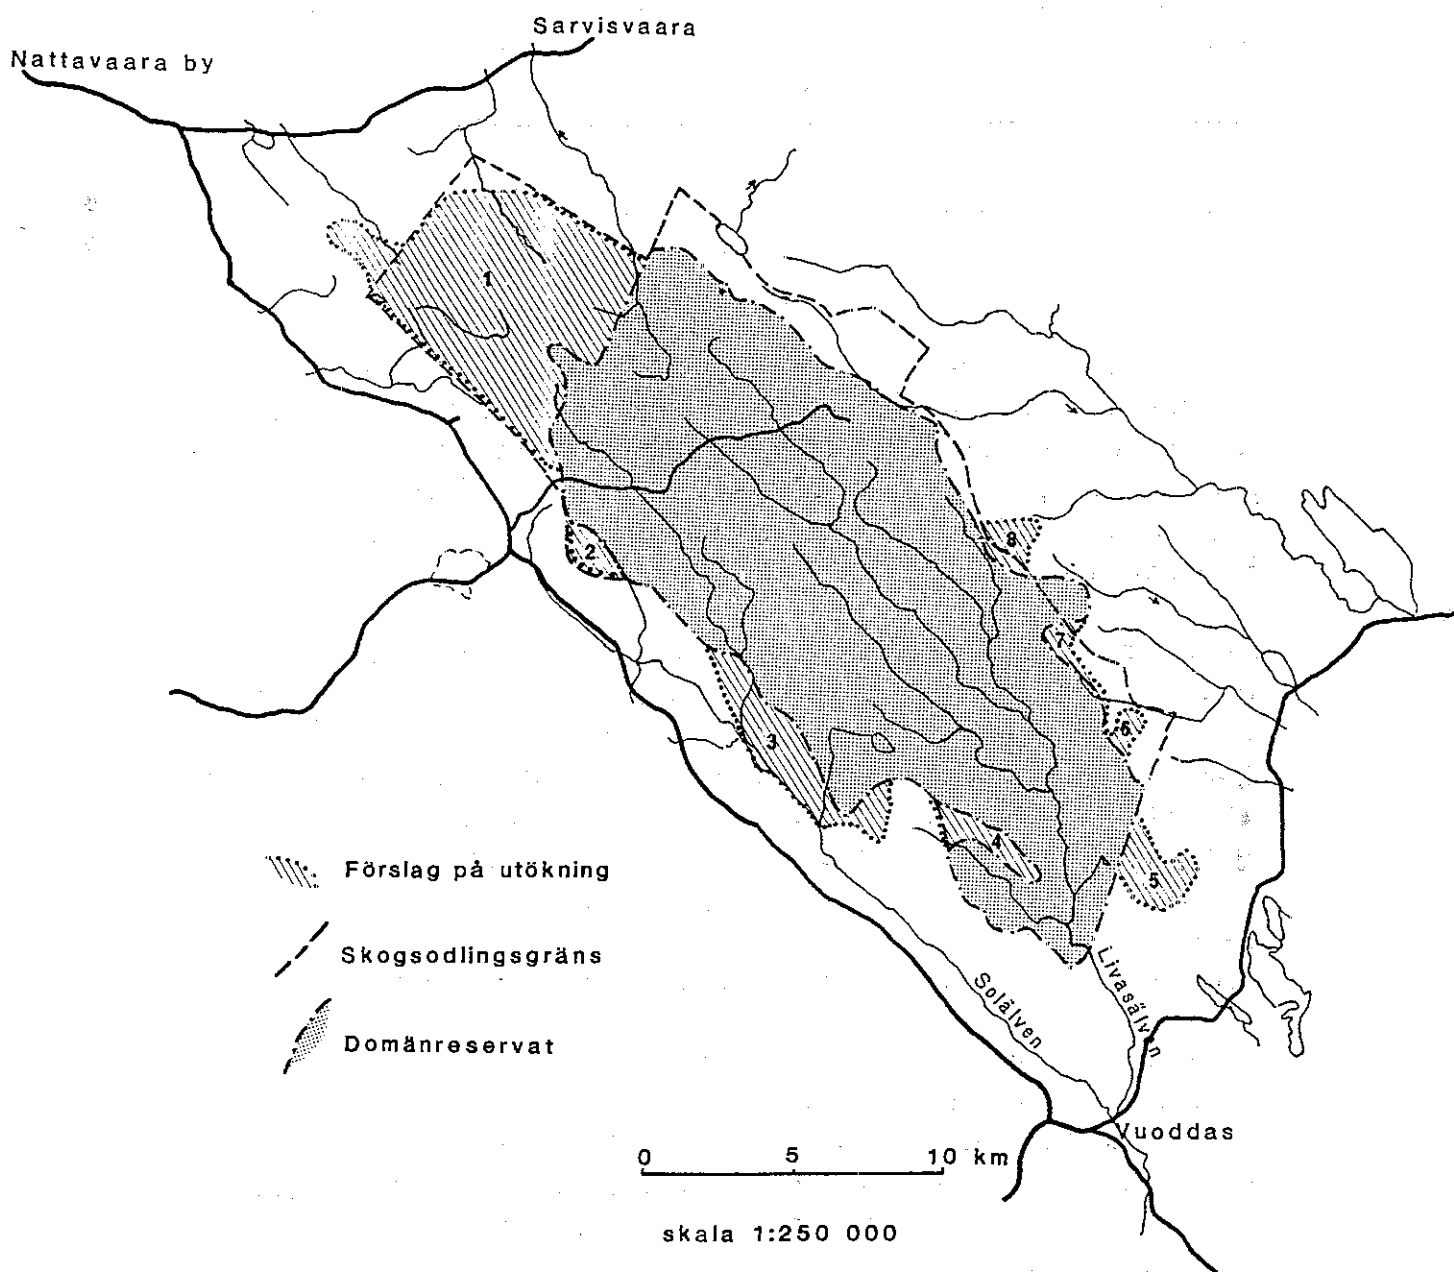 Sarvisvaara
Nattavaara by
1
2
8
7
6
3
4
5
Förslag på utökning
Skogsodlingsgräns
Domänreservat
Solälven
Livasälven
Vuoddas
0 5 10 km
skala 1:250 000